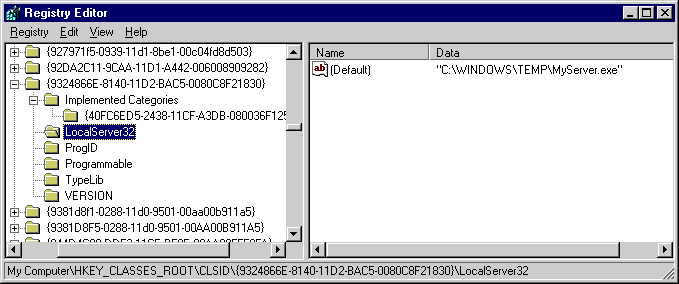 Registry Editor
Registry Edit View Help
{927971f5-0939-11d1-8be1-00c04fd8d503}
{92DA2C11-9CAA-11D1-A442-006008909282}
{9324866E-8140-11D2-BAC5-0080C8F21830}
Implemented Categories
{40FC6ED5-2438-11CF-A3DB-080036F125
LocalServer32
ProgID
Programmable
TypeLib
VERSION
{9381d8f1-0288-11d0-9501-00aa00b911a5}
{9381D8F5-0288-11D0-9501-00AA00B911A5}
Name Data
ab (Default) "C:\WINDOWS\TEMP\MyServer.exe"
My Computer\HKEY_CLASSES_ROOT\CLSID\{9324866E-8140-11D2-BAC5-0080C8F21830}\LocalServer32